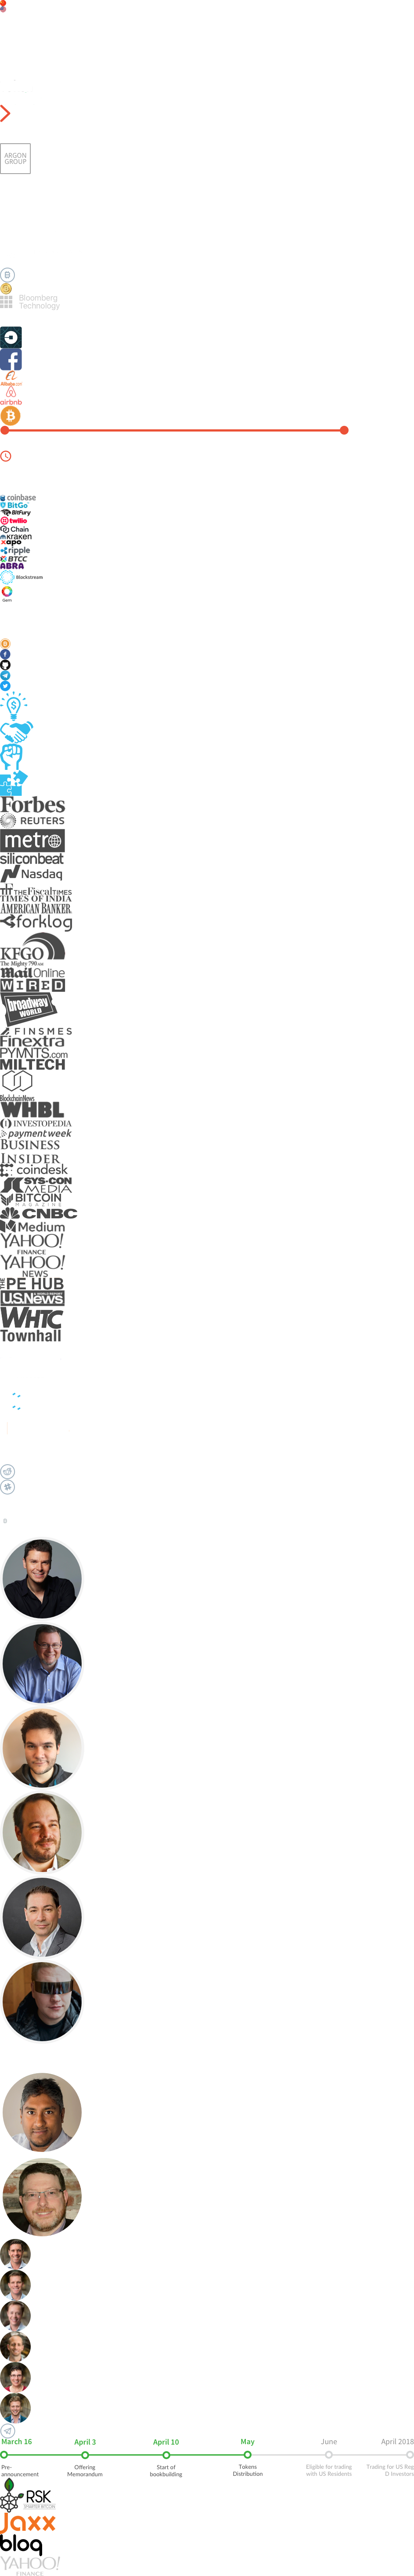 ARGON
GROUP
Bloomberg
Technology
Alibaba.com
airbnb
coinbase
BitGo
BitFury
twilio
Chain
kraken
xapo
ripple
BTCC
ABRA
Blockstream
Gem
Forbes
REUTERS
metro
siliconbeat
Nasdaq
THE FISCAL TIMES
TIMES OF INDIA
AMERICAN BANKER
forklog
KFGO
The Mighty 790 AM
Mail Online
WIRED
broadway
WORLD
FINSMES
Finextra
PYMNTS.com
MILTECH
BlockchainNews
WHBL
INVESTOPEDIA
paymentweek
BUSINESS
INSIDER
coindesk
SYS-CON
MEDIA
BITCOIN
MAGAZINE
CNBC
Medium
YAHOO!
FINANCE
YAHOO!
NEWS
THE PE HUB
U.S.News
WHTC
Townhall
March 16
April 3
April 10
May
June
April 2018
Pre-
announcement
Offering
Memorandum
Start of
bookbuilding
Tokens
Distribution
Eligible for trading
with US Residents
Trading for US Reg
D Investors
RSK
SMARTER BITCOIN
Jaxx
bloq
YAHOO!
FINANCE